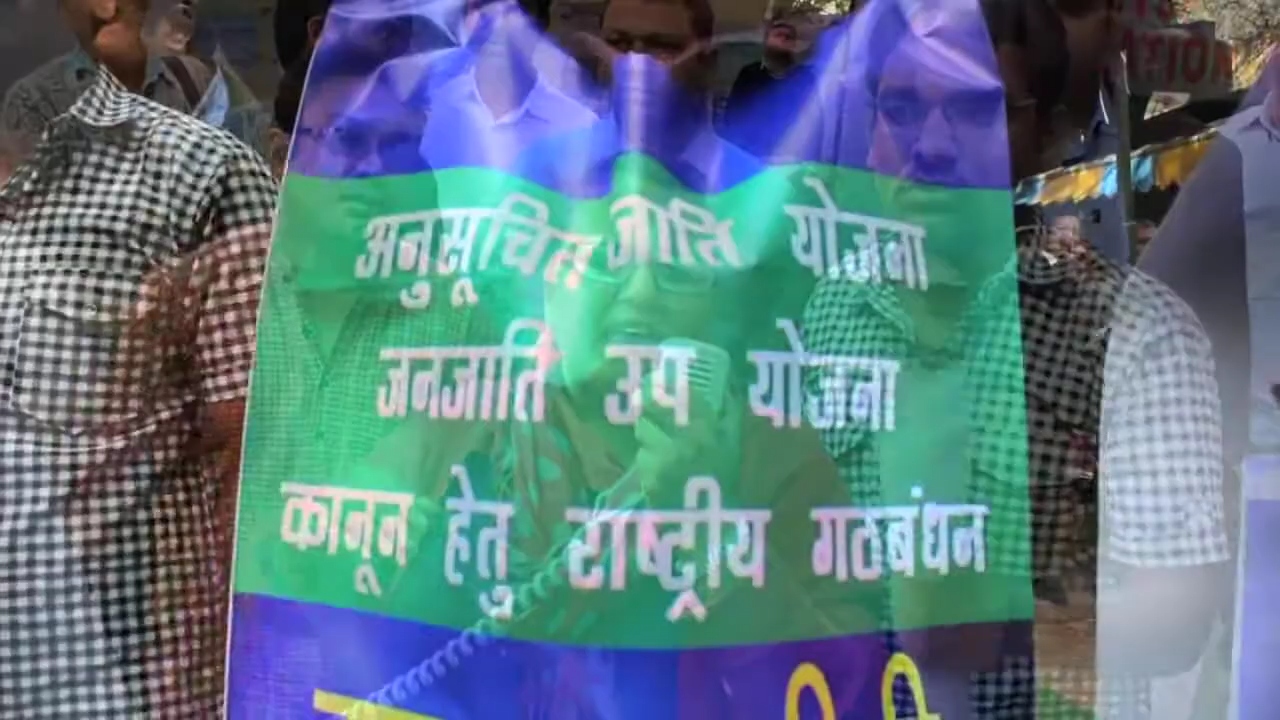 अनुसूचित जाति योजना
जनजाति उप योजना
कानून हेतु राष्ट्रीय गठबंधन